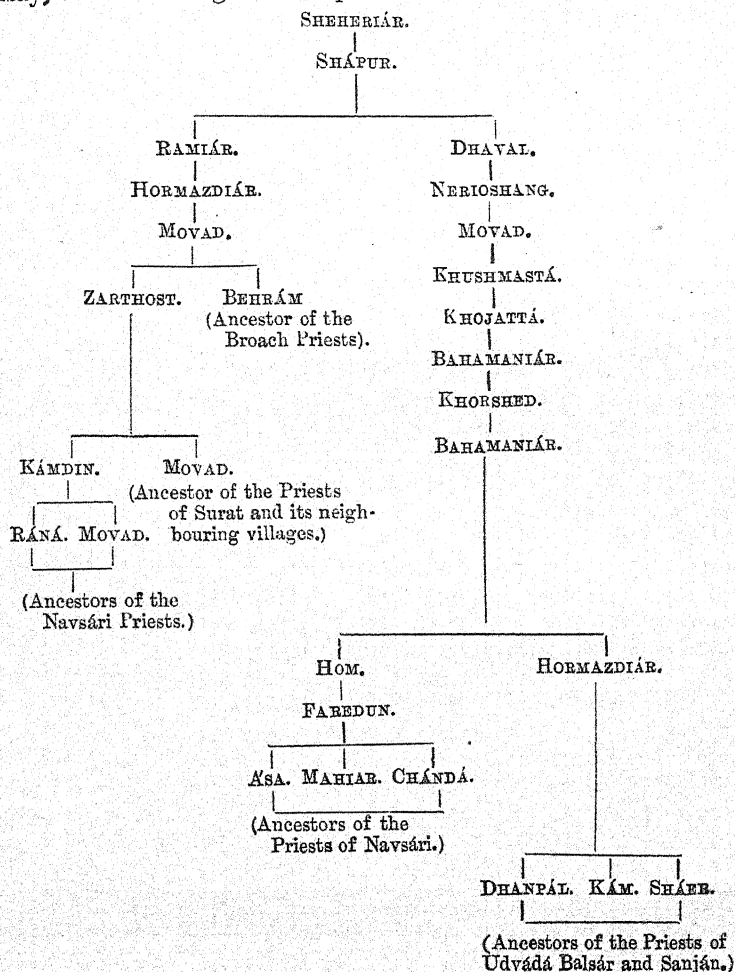 SHEHERIÁR.
SHÁPUR.
RAMIÁR. DHAVAL.
HORMAZDIÁR. NERIOSHANG.
MOVAD. MOVAD.
KHUSHMASTÁ.
ZARTHOST. BEHRÁM
(Ancestor of the
Broach Priests).
KHOJATTÁ.
BAHAMANIÁR.
KHORSHED.
BAHAMANIÁR.
KÁMDIN. MOVAD.
(Ancestor of the Priests
of Surat and its neigh-
bouring villages.)
RÁNÁ. MOVAD.
(Ancestors of the
Navsári Priests.)
HOM. HORMAZDIÁR.
FAREDUN.
ÁSA. MAHIAR. CHÁNDÁ.
(Ancestors of the
Priests of Navsári.)
DHANPÁL. KÁM. SHÁER.
(Ancestors of the Priests of
Udvádá Balsár and Sanján.)